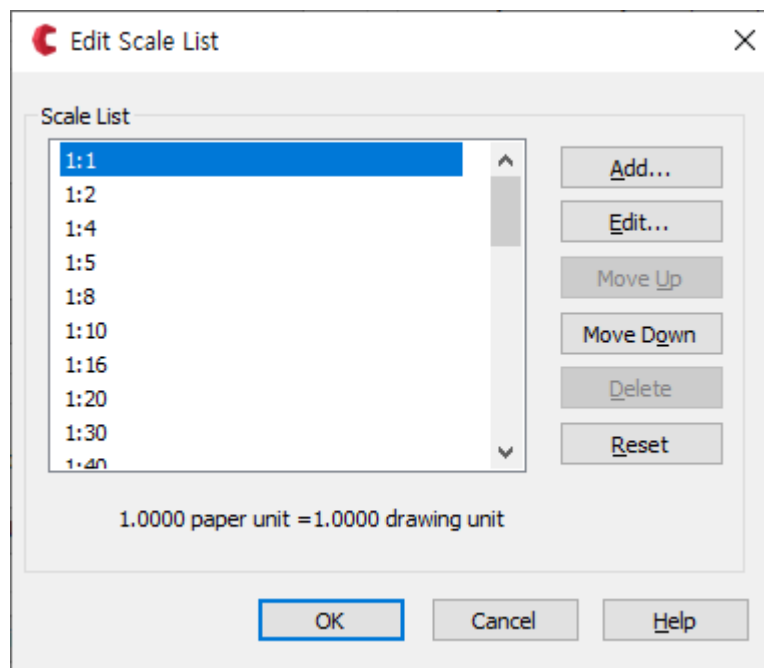 Edit Scale List
Scale List
1:1
1:2
1:4
1:5
1:8
1:10
1:16
1:20
1:30
1:40
Add...
Edit...
Move Up
Move Down
Delete
Reset
1.0000 paper unit =1.0000 drawing unit
OK
Cancel
Help